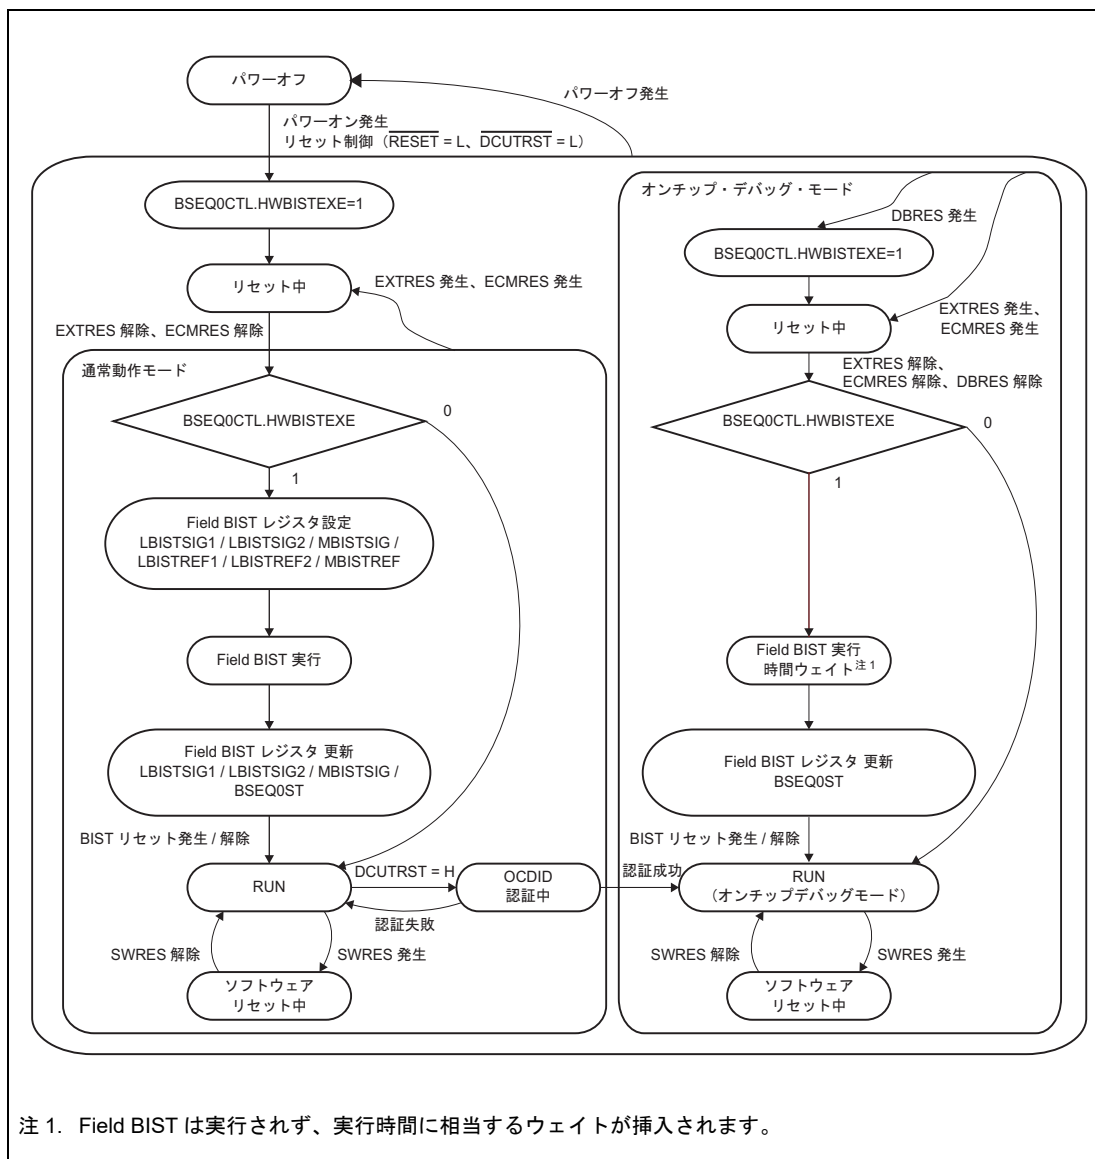 パワーオフ
パワーオフ発生
パワーオン発生
リセット制御（RESET = L、DCUTRST = L）
BSEQ0CTL.HWBISTEXE=1
リセット中
EXTRES 発生、ECMRES 発生
EXTRES 解除、ECMRES 解除
通常動作モード
BSEQ0CTL.HWBISTEXE
0
1
Field BIST レジスタ設定
LBISTSIG1 / LBISTSIG2 / MBISTSIG /
LBISTREF1 / LBISTREF2 / MBISTREF
Field BIST 実行
Field BIST レジスタ 更新
LBISTSIG1 / LBISTSIG2 / MBISTSIG /
BSEQ0ST
BIST リセット発生 / 解除
RUN
DCUTRST = H
OCDID
認証中
認証成功
認証失敗
SWRES 解除
SWRES 発生
ソフトウェア
リセット中
オンチップ・デバッグ・モード
DBRES 発生
BSEQ0CTL.HWBISTEXE=1
リセット中
EXTRES 発生、
ECMRES 発生
EXTRES 解除、
ECMRES 解除、DBRES 解除
BSEQ0CTL.HWBISTEXE
0
1
Field BIST 実行
時間ウェイト注 1
Field BIST レジスタ 更新
BSEQ0ST
BIST リセット発生 / 解除
RUN
（オンチップデバッグモード）
SWRES 解除
SWRES 発生
ソフトウェア
リセット中
注 1. Field BIST は実行されず、実行時間に相当するウェイトが挿入されます。